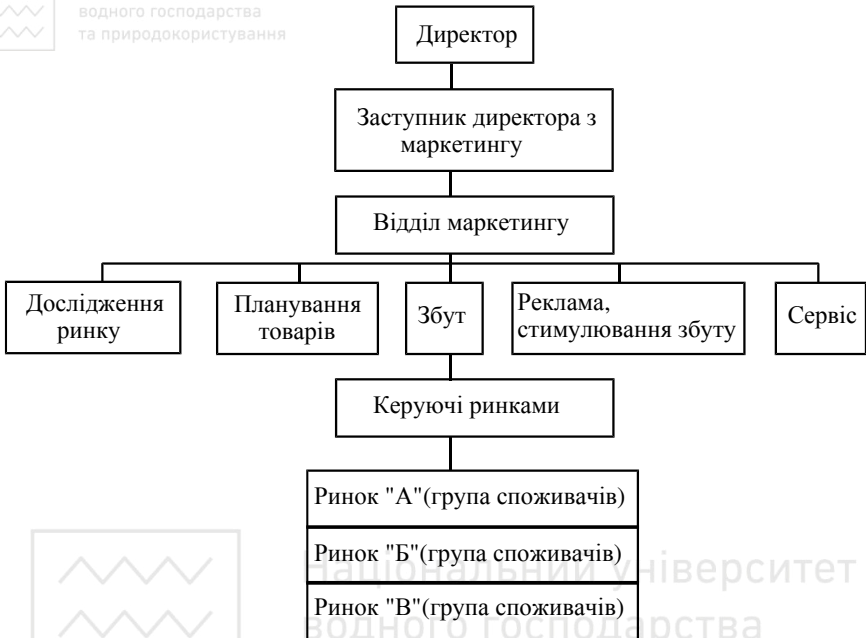 водного господарства
та природокористування
Директор
Заступник директора з
маркетингу
Відділ маркетингу
Дослідження
ринку
Планування
товарів
Збут
Реклама,
стимулювання збуту
Сервіс
Керуючі ринками
Ринок "А"(група споживачів)
Національний університет
Ринок "Б"(група споживачів)
Ринок "В"(група споживачів)
водного господарства